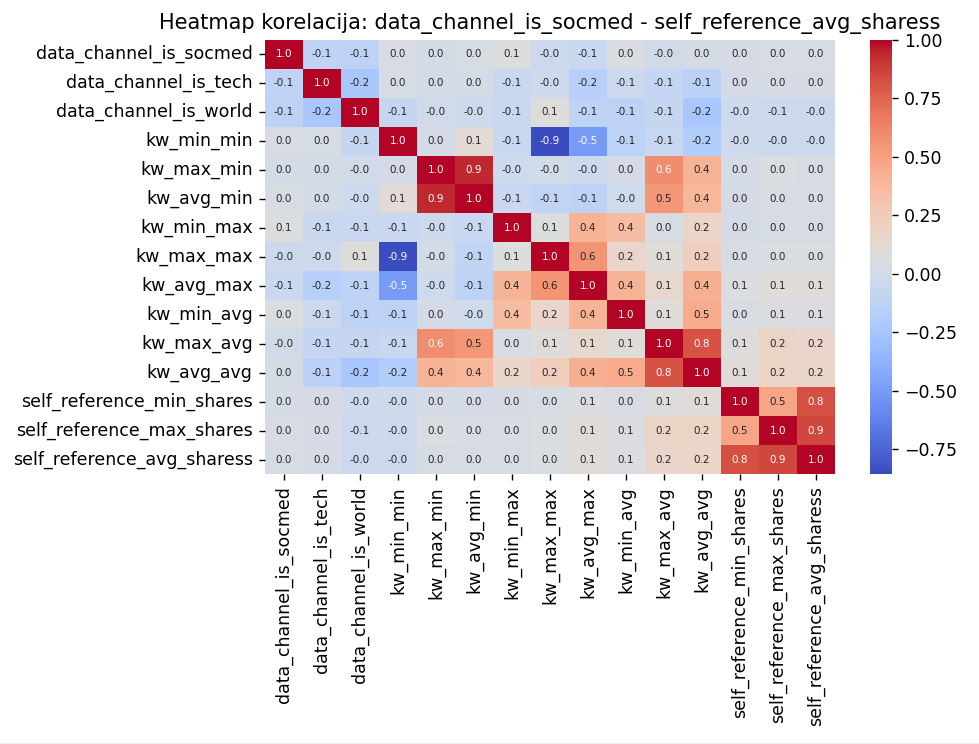 Heatmap korelacija: data_channel_is_socmed - self_reference_avg_sharess
data_channel_is_socmed 1.0 -0.1 -0.1 0.0 0.0 0.0 0.1 -0.0 -0.1 0.0 -0.0 0.0 0.0 0.0 0.0
data_channel_is_tech -0.1 1.0 -0.2 0.0 0.0 0.0 -0.1 -0.0 -0.2 -0.1 -0.1 -0.1 0.0 0.0 0.0
data_channel_is_world -0.1 -0.2 1.0 -0.1 -0.0 -0.0 -0.1 0.1 -0.1 -0.1 -0.1 -0.2 -0.0 -0.1 -0.0
kw_min_min 0.0 0.0 -0.1 1.0 0.0 0.1 -0.1 -0.9 -0.5 -0.1 -0.1 -0.2 -0.0 -0.0 -0.0
kw_max_min 0.0 0.0 -0.0 0.0 1.0 0.9 -0.0 -0.0 -0.0 0.0 0.6 0.4 0.0 0.0 0.0
kw_avg_min 0.0 0.0 -0.0 0.1 0.9 1.0 -0.1 -0.1 -0.1 -0.0 0.5 0.4 0.0 0.0 0.0
kw_min_max 0.1 -0.1 -0.1 -0.1 -0.0 -0.1 1.0 0.1 0.4 0.4 0.0 0.2 0.0 0.0 0.0
kw_max_max -0.0 -0.0 0.1 -0.9 -0.0 -0.1 0.1 1.0 0.6 0.2 0.1 0.2 0.0 0.0 0.0
kw_avg_max -0.1 -0.2 -0.1 -0.5 -0.0 -0.1 0.4 0.6 1.0 0.4 0.1 0.4 0.1 0.1 0.1
kw_min_avg 0.0 -0.1 -0.1 -0.1 0.0 -0.0 0.4 0.2 0.4 1.0 0.1 0.5 0.0 0.1 0.1
kw_max_avg -0.0 -0.1 -0.1 -0.1 0.6 0.5 0.0 0.1 0.1 0.1 1.0 0.8 0.1 0.2 0.2
kw_avg_avg 0.0 -0.1 -0.2 -0.2 0.4 0.4 0.2 0.2 0.4 0.5 0.8 1.0 0.1 0.2 0.2
self_reference_min_shares 0.0 0.0 -0.0 -0.0 0.0 0.0 0.0 0.0 0.1 0.0 0.1 0.1 1.0 0.5 0.8
self_reference_max_shares 0.0 0.0 -0.1 -0.0 0.0 0.0 0.0 0.0 0.1 0.1 0.2 0.2 0.5 1.0 0.9
self_reference_avg_sharess 0.0 0.0 -0.0 -0.0 0.0 0.0 0.0 0.0 0.1 0.1 0.2 0.2 0.8 0.9 1.0
data_channel_is_socmed
data_channel_is_tech
data_channel_is_world
kw_min_min
kw_max_min
kw_avg_min
kw_min_max
kw_max_max
kw_avg_max
kw_min_avg
kw_max_avg
kw_avg_avg
self_reference_min_shares
self_reference_max_shares
self_reference_avg_sharess
1.00
0.75
0.50
0.25
0.00
−0.25
−0.50
−0.75